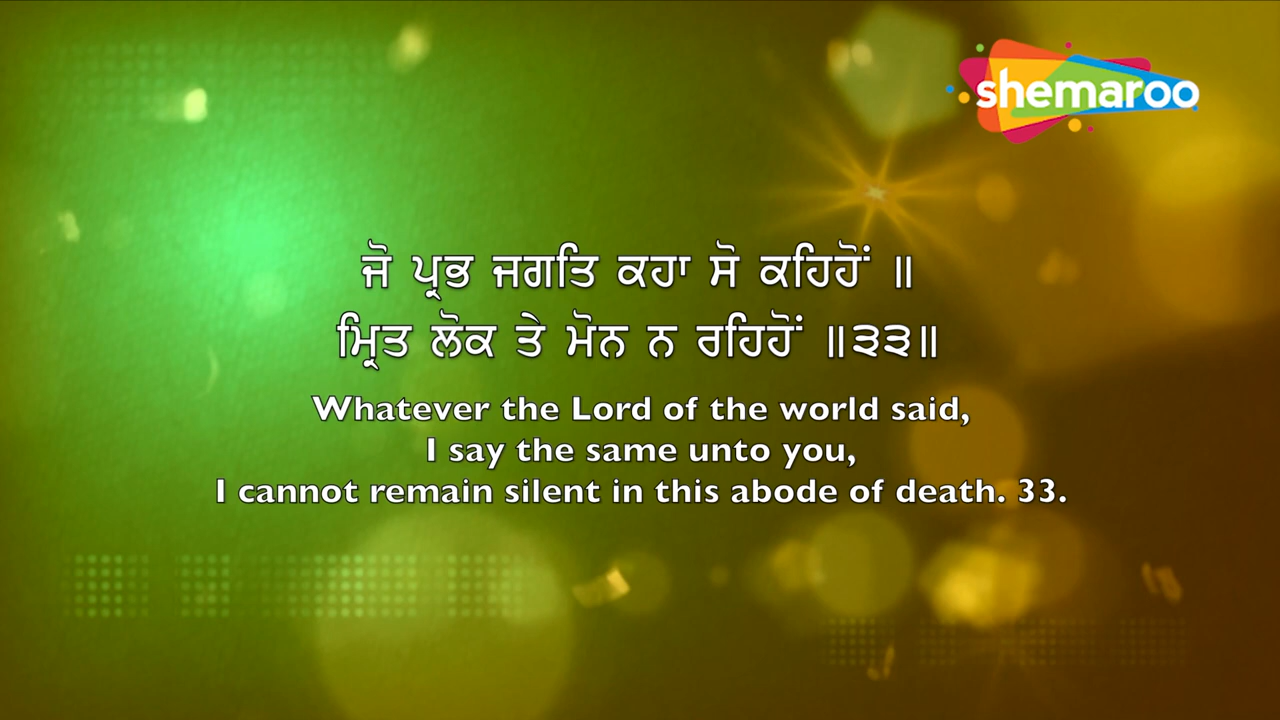 shemaroo
ਜੋ ਪ੍ਰਭ ਜਗਤਿ ਕਹਾ ਸੋ ਕਹਿਹੋਂ ॥
ਮ੍ਰਿਤ ਲੋਕ ਤੇ ਮੋਨ ਨ ਰਹਿਹੋਂ ॥੩੩॥
Whatever the Lord of the world said,
I say the same unto you,
I cannot remain silent in this abode of death. 33.